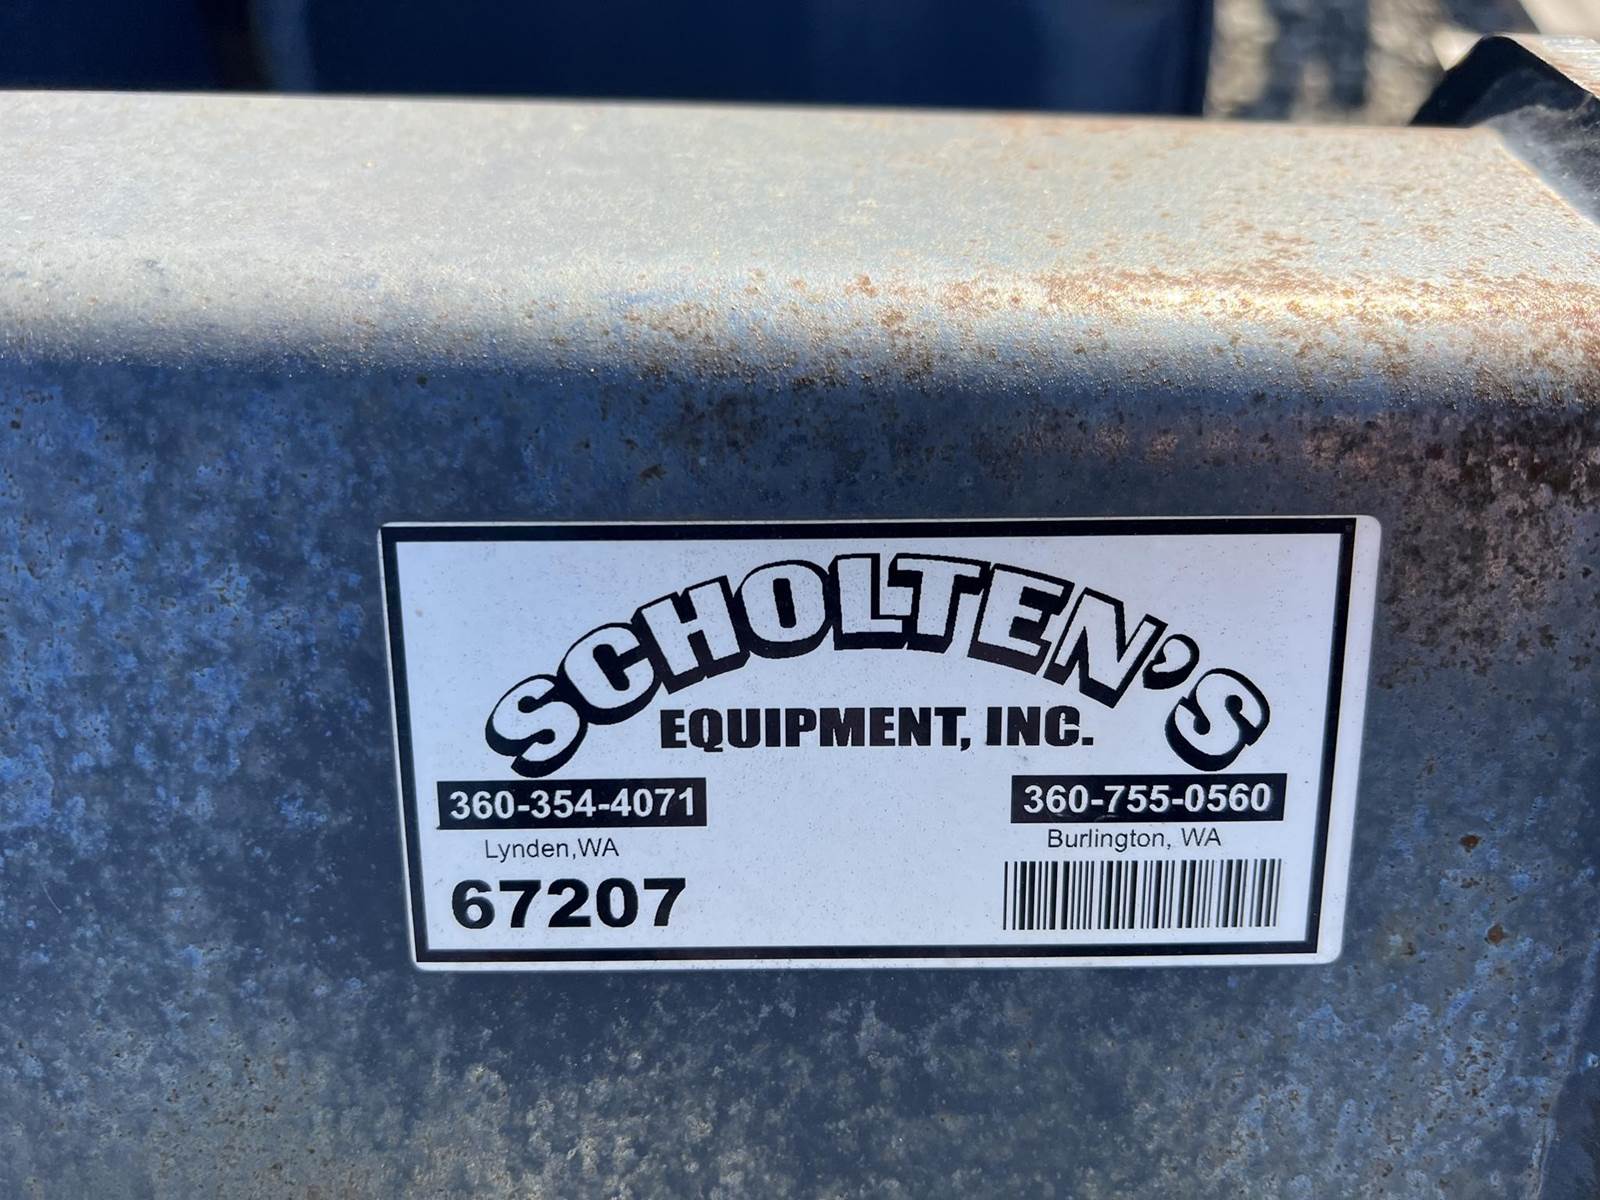 SCHOLTEN'S
EQUIPMENT, INC.
360-354-4071
Lynden,WA
67207
360-755-0560
Burlington, WA